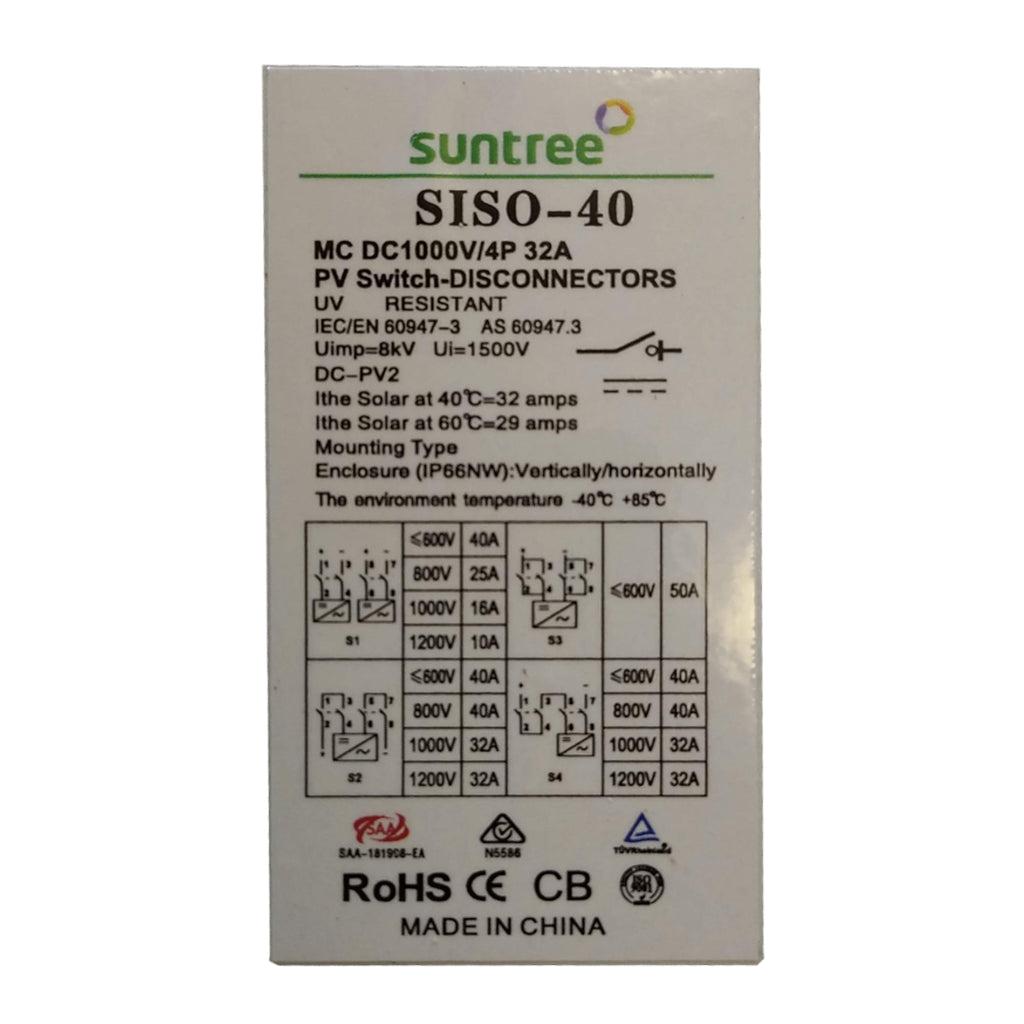 suntree
SISO-40
MC DC1000V/4P 32A
PV Switch-DISCONNECTORS
UV RESISTANT
IEC/EN 60947-3 AS 60947.3
Uimp=8kV Ui=1500V
DC-PV2
Ithe Solar at 40℃=32 amps
Ithe Solar at 60℃=29 amps
Mounting Type
Enclosure (IP66NW):Vertically/horizontally
The environment temperature -40℃ +85℃
≤600V 40A
800V 25A
1000V 16A
1200V 10A
S1
≤600V 50A
S3
≤600V 40A
800V 40A
1000V 32A
1200V 32A
S2
≤600V 40A
800V 40A
1000V 32A
1200V 32A
S4
SAA
SAA-181908-EA
N5586
TÜVRheinland
RoHS CE CB ISO 9001
MADE IN CHINA